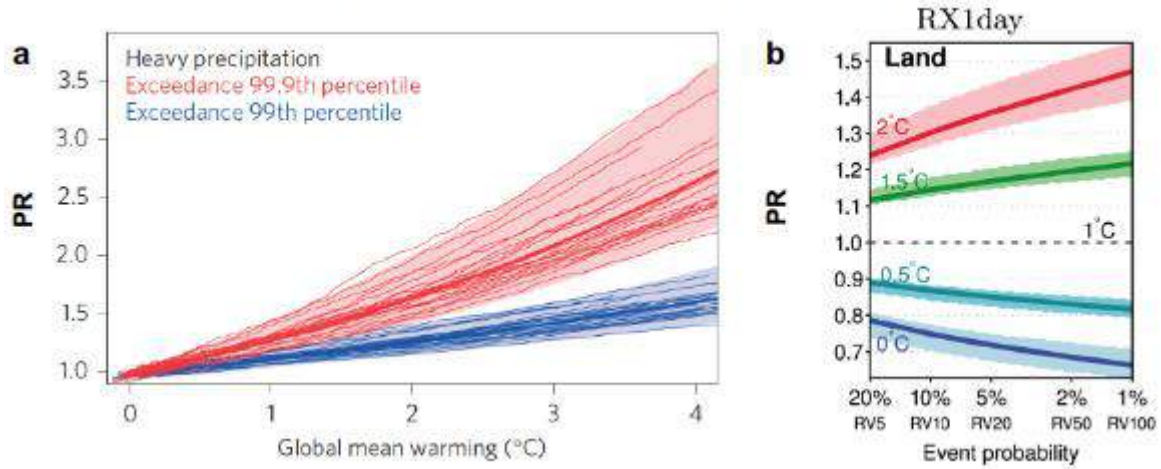 a
Heavy precipitation
Exceedance 99.9th percentile
Exceedance 99th percentile
PR
3.5
3.0
2.5
2.0
1.5
1.0
0 1 2 3 4
Global mean warming (°C)
RX1day
b
Land
PR
1.5
1.4
1.3
1.2
1.1
1.0
0.9
0.8
0.7
2°C
1.5°C
1°C
0.5°C
0°C
20% 10% 5% 2% 1%
RV5 RV10 RV20 RV50 RV100
Event probability